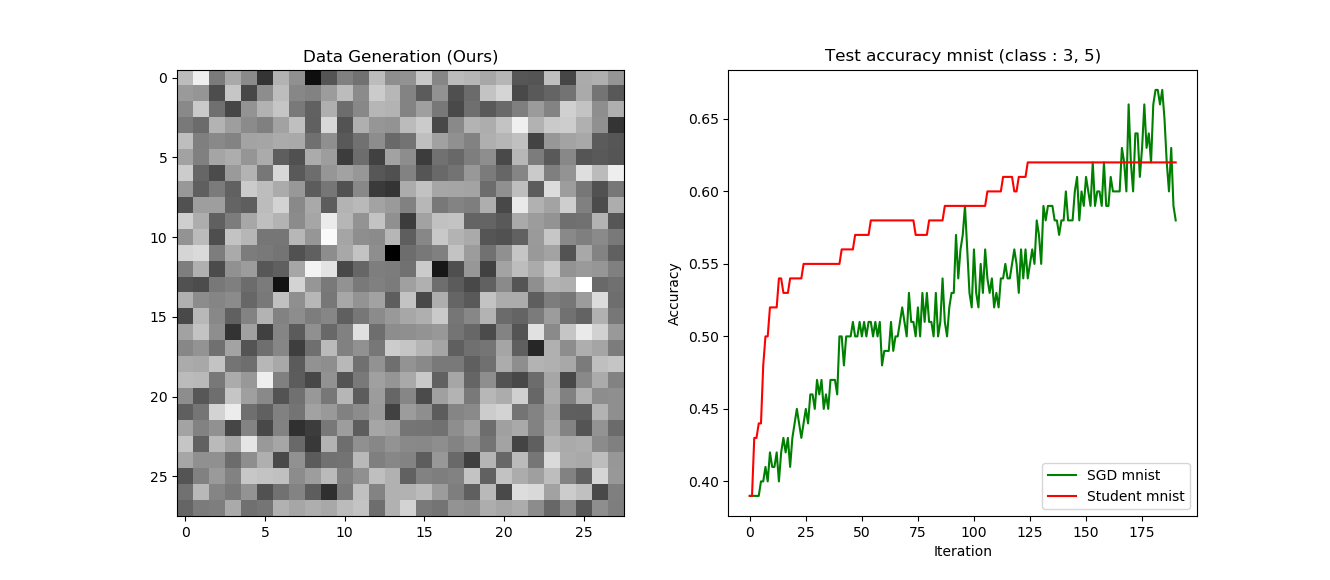 Data Generation (Ours)
0
5
10
15
20
25
0 5 10 15 20 25
Test accuracy mnist (class : 3, 5)
Accuracy
0.65
0.60
0.55
0.50
0.45
0.40
SGD mnist
Student mnist
0 25 50 75 100 125 150 175
Iteration